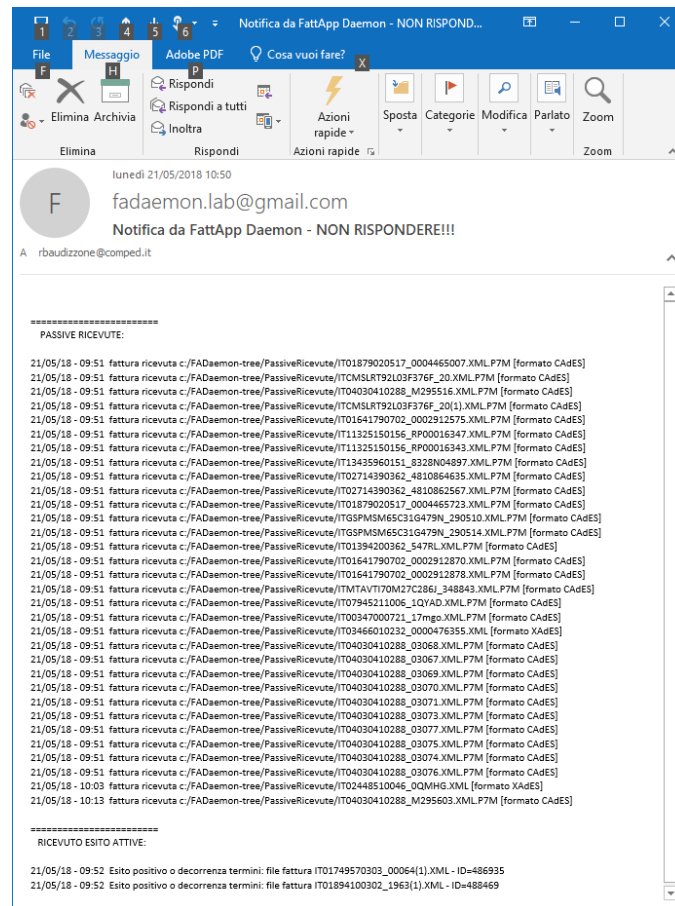 Notifica da FattApp Daemon - NON RISPOND...
1 2 3 4 5 6
File Messaggio Adobe PDF Cosa vuoi fare?
F H P X
Rispondi
Rispondi a tutti
Inoltra
Elimina Archivia
Azioni rapide
Sposta Categorie Modifica Parlato Zoom
Elimina Rispondi Azioni rapide Zoom
lunedì 21/05/2018 10:50
F
fadaemon.lab@gmail.com
Notifica da FattApp Daemon - NON RISPONDERE!!!
A rbaudizzone@comped.it
========================
PASSIVE RICEVUTE:
21/05/18 - 09:51 fattura ricevuta c:/FADaemon-tree/PassiveRicevute/IT01879020517_0004465007.XML.P7M [formato CAdES]
21/05/18 - 09:51 fattura ricevuta c:/FADaemon-tree/PassiveRicevute/ITCMSLRT92L03F376F_20.XML.P7M [formato CAdES]
21/05/18 - 09:51 fattura ricevuta c:/FADaemon-tree/PassiveRicevute/IT04030410288_M295516.XML.P7M [formato CAdES]
21/05/18 - 09:51 fattura ricevuta c:/FADaemon-tree/PassiveRicevute/ITCMSLRT92L03F376F_20(1).XML.P7M [formato CAdES]
21/05/18 - 09:51 fattura ricevuta c:/FADaemon-tree/PassiveRicevute/IT01641790702_0002912575.XML.P7M [formato CAdES]
21/05/18 - 09:51 fattura ricevuta c:/FADaemon-tree/PassiveRicevute/IT11325150156_RP00016347.XML.P7M [formato CAdES]
21/05/18 - 09:51 fattura ricevuta c:/FADaemon-tree/PassiveRicevute/IT11325150156_RP00016343.XML.P7M [formato CAdES]
21/05/18 - 09:51 fattura ricevuta c:/FADaemon-tree/PassiveRicevute/IT13435960151_8328N04897.XML.P7M [formato CAdES]
21/05/18 - 09:51 fattura ricevuta c:/FADaemon-tree/PassiveRicevute/IT02714390362_4810864635.XML.P7M [formato CAdES]
21/05/18 - 09:51 fattura ricevuta c:/FADaemon-tree/PassiveRicevute/IT02714390362_4810862567.XML.P7M [formato CAdES]
21/05/18 - 09:51 fattura ricevuta c:/FADaemon-tree/PassiveRicevute/IT01879020517_0004465723.XML.P7M [formato CAdES]
21/05/18 - 09:51 fattura ricevuta c:/FADaemon-tree/PassiveRicevute/ITGSPMSM65C31G479N_290510.XML.P7M [formato CAdES]
21/05/18 - 09:51 fattura ricevuta c:/FADaemon-tree/PassiveRicevute/ITGSPMSM65C31G479N_290514.XML.P7M [formato CAdES]
21/05/18 - 09:51 fattura ricevuta c:/FADaemon-tree/PassiveRicevute/IT01394200362_547RL.XML.P7M [formato CAdES]
21/05/18 - 09:51 fattura ricevuta c:/FADaemon-tree/PassiveRicevute/IT01641790702_0002912870.XML.P7M [formato CAdES]
21/05/18 - 09:51 fattura ricevuta c:/FADaemon-tree/PassiveRicevute/IT01641790702_0002912878.XML.P7M [formato CAdES]
21/05/18 - 09:51 fattura ricevuta c:/FADaemon-tree/PassiveRicevute/ITMTAVTI70M27C286J_348843.XML.P7M [formato CAdES]
21/05/18 - 09:51 fattura ricevuta c:/FADaemon-tree/PassiveRicevute/IT07945211006_1QYAD.XML.P7M [formato CAdES]
21/05/18 - 09:51 fattura ricevuta c:/FADaemon-tree/PassiveRicevute/IT00347000721_17mgo.XML.P7M [formato CAdES]
21/05/18 - 09:51 fattura ricevuta c:/FADaemon-tree/PassiveRicevute/IT03466010232_0000476355.XML [formato XAdES]
21/05/18 - 09:51 fattura ricevuta c:/FADaemon-tree/PassiveRicevute/IT04030410288_03068.XML.P7M [formato CAdES]
21/05/18 - 09:51 fattura ricevuta c:/FADaemon-tree/PassiveRicevute/IT04030410288_03067.XML.P7M [formato CAdES]
21/05/18 - 09:51 fattura ricevuta c:/FADaemon-tree/PassiveRicevute/IT04030410288_03069.XML.P7M [formato CAdES]
21/05/18 - 09:51 fattura ricevuta c:/FADaemon-tree/PassiveRicevute/IT04030410288_03070.XML.P7M [formato CAdES]
21/05/18 - 09:51 fattura ricevuta c:/FADaemon-tree/PassiveRicevute/IT04030410288_03071.XML.P7M [formato CAdES]
21/05/18 - 09:51 fattura ricevuta c:/FADaemon-tree/PassiveRicevute/IT04030410288_03073.XML.P7M [formato CAdES]
21/05/18 - 09:51 fattura ricevuta c:/FADaemon-tree/PassiveRicevute/IT04030410288_03077.XML.P7M [formato CAdES]
21/05/18 - 09:51 fattura ricevuta c:/FADaemon-tree/PassiveRicevute/IT04030410288_03075.XML.P7M [formato CAdES]
21/05/18 - 09:51 fattura ricevuta c:/FADaemon-tree/PassiveRicevute/IT04030410288_03074.XML.P7M [formato CAdES]
21/05/18 - 09:51 fattura ricevuta c:/FADaemon-tree/PassiveRicevute/IT04030410288_03076.XML.P7M [formato CAdES]
21/05/18 - 10:03 fattura ricevuta c:/FADaemon-tree/PassiveRicevute/IT02448510046_0QMHG.XML [formato XAdES]
21/05/18 - 10:13 fattura ricevuta c:/FADaemon-tree/PassiveRicevute/IT04030410288_M295603.XML.P7M [formato CAdES]
========================
RICEVUTO ESITO ATTIVE:
21/05/18 - 09:52 Esito positivo o decorrenza termini: file fattura IT01749570303_00064(1).XML - ID=486935
21/05/18 - 09:52 Esito positivo o decorrenza termini: file fattura IT01894100302_1963(1).XML - ID=488469